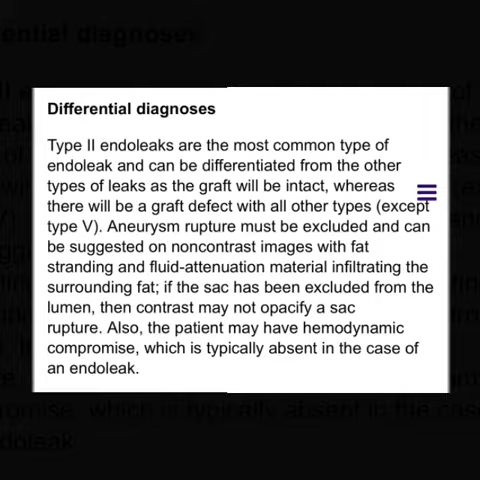 Differential diagnoses
Type II endoleaks are the most common type of
endoleak and can be differentiated from the other
types of leaks as the graft will be intact, whereas
there will be a graft defect with all other types (except
type V). Aneurysm rupture must be excluded and can
be suggested on noncontrast images with fat
stranding and fluid-attenuation material infiltrating the
surrounding fat; if the sac has been excluded from the
lumen, then contrast may not opacify a sac
rupture. Also, the patient may have hemodynamic
compromise, which is typically absent in the case of
an endoleak.